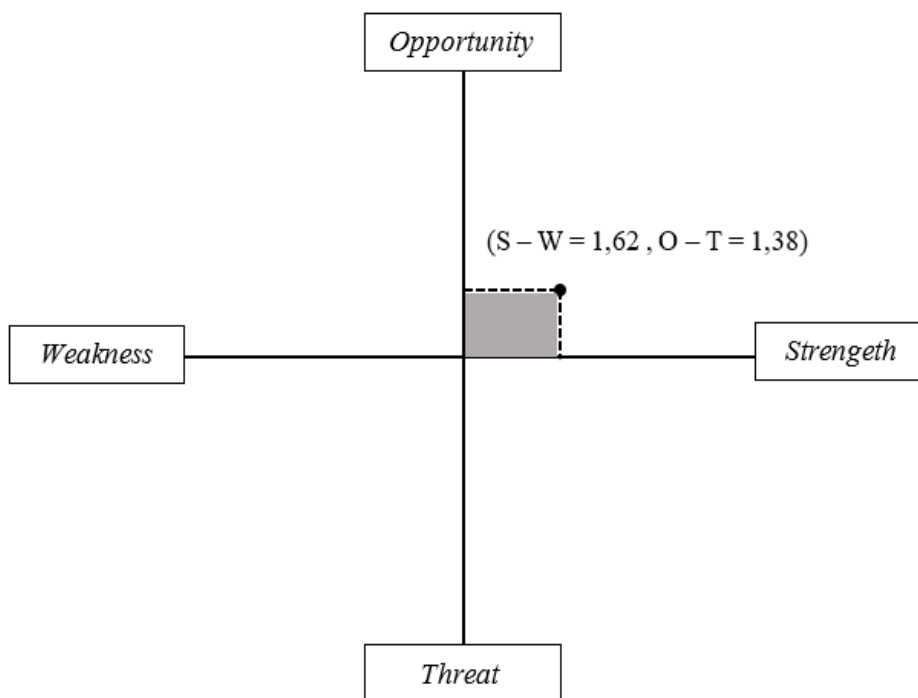 Opportunity
(S – W = 1,62 , O – T = 1,38)
Weakness
Strengeth
Threat